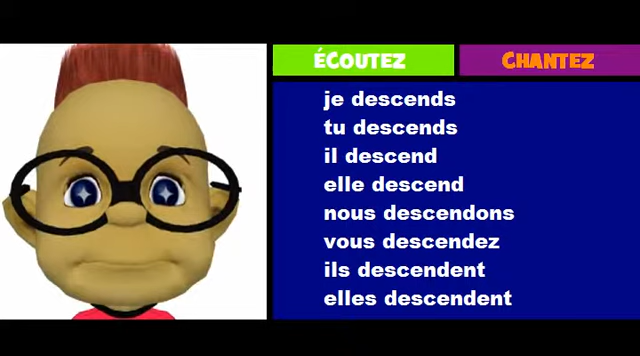 ÉCOUTEZ CHANTEZ
je descends
tu descends
il descend
elle descend
nous descendons
vous descendez
ils descendent
elles descendent